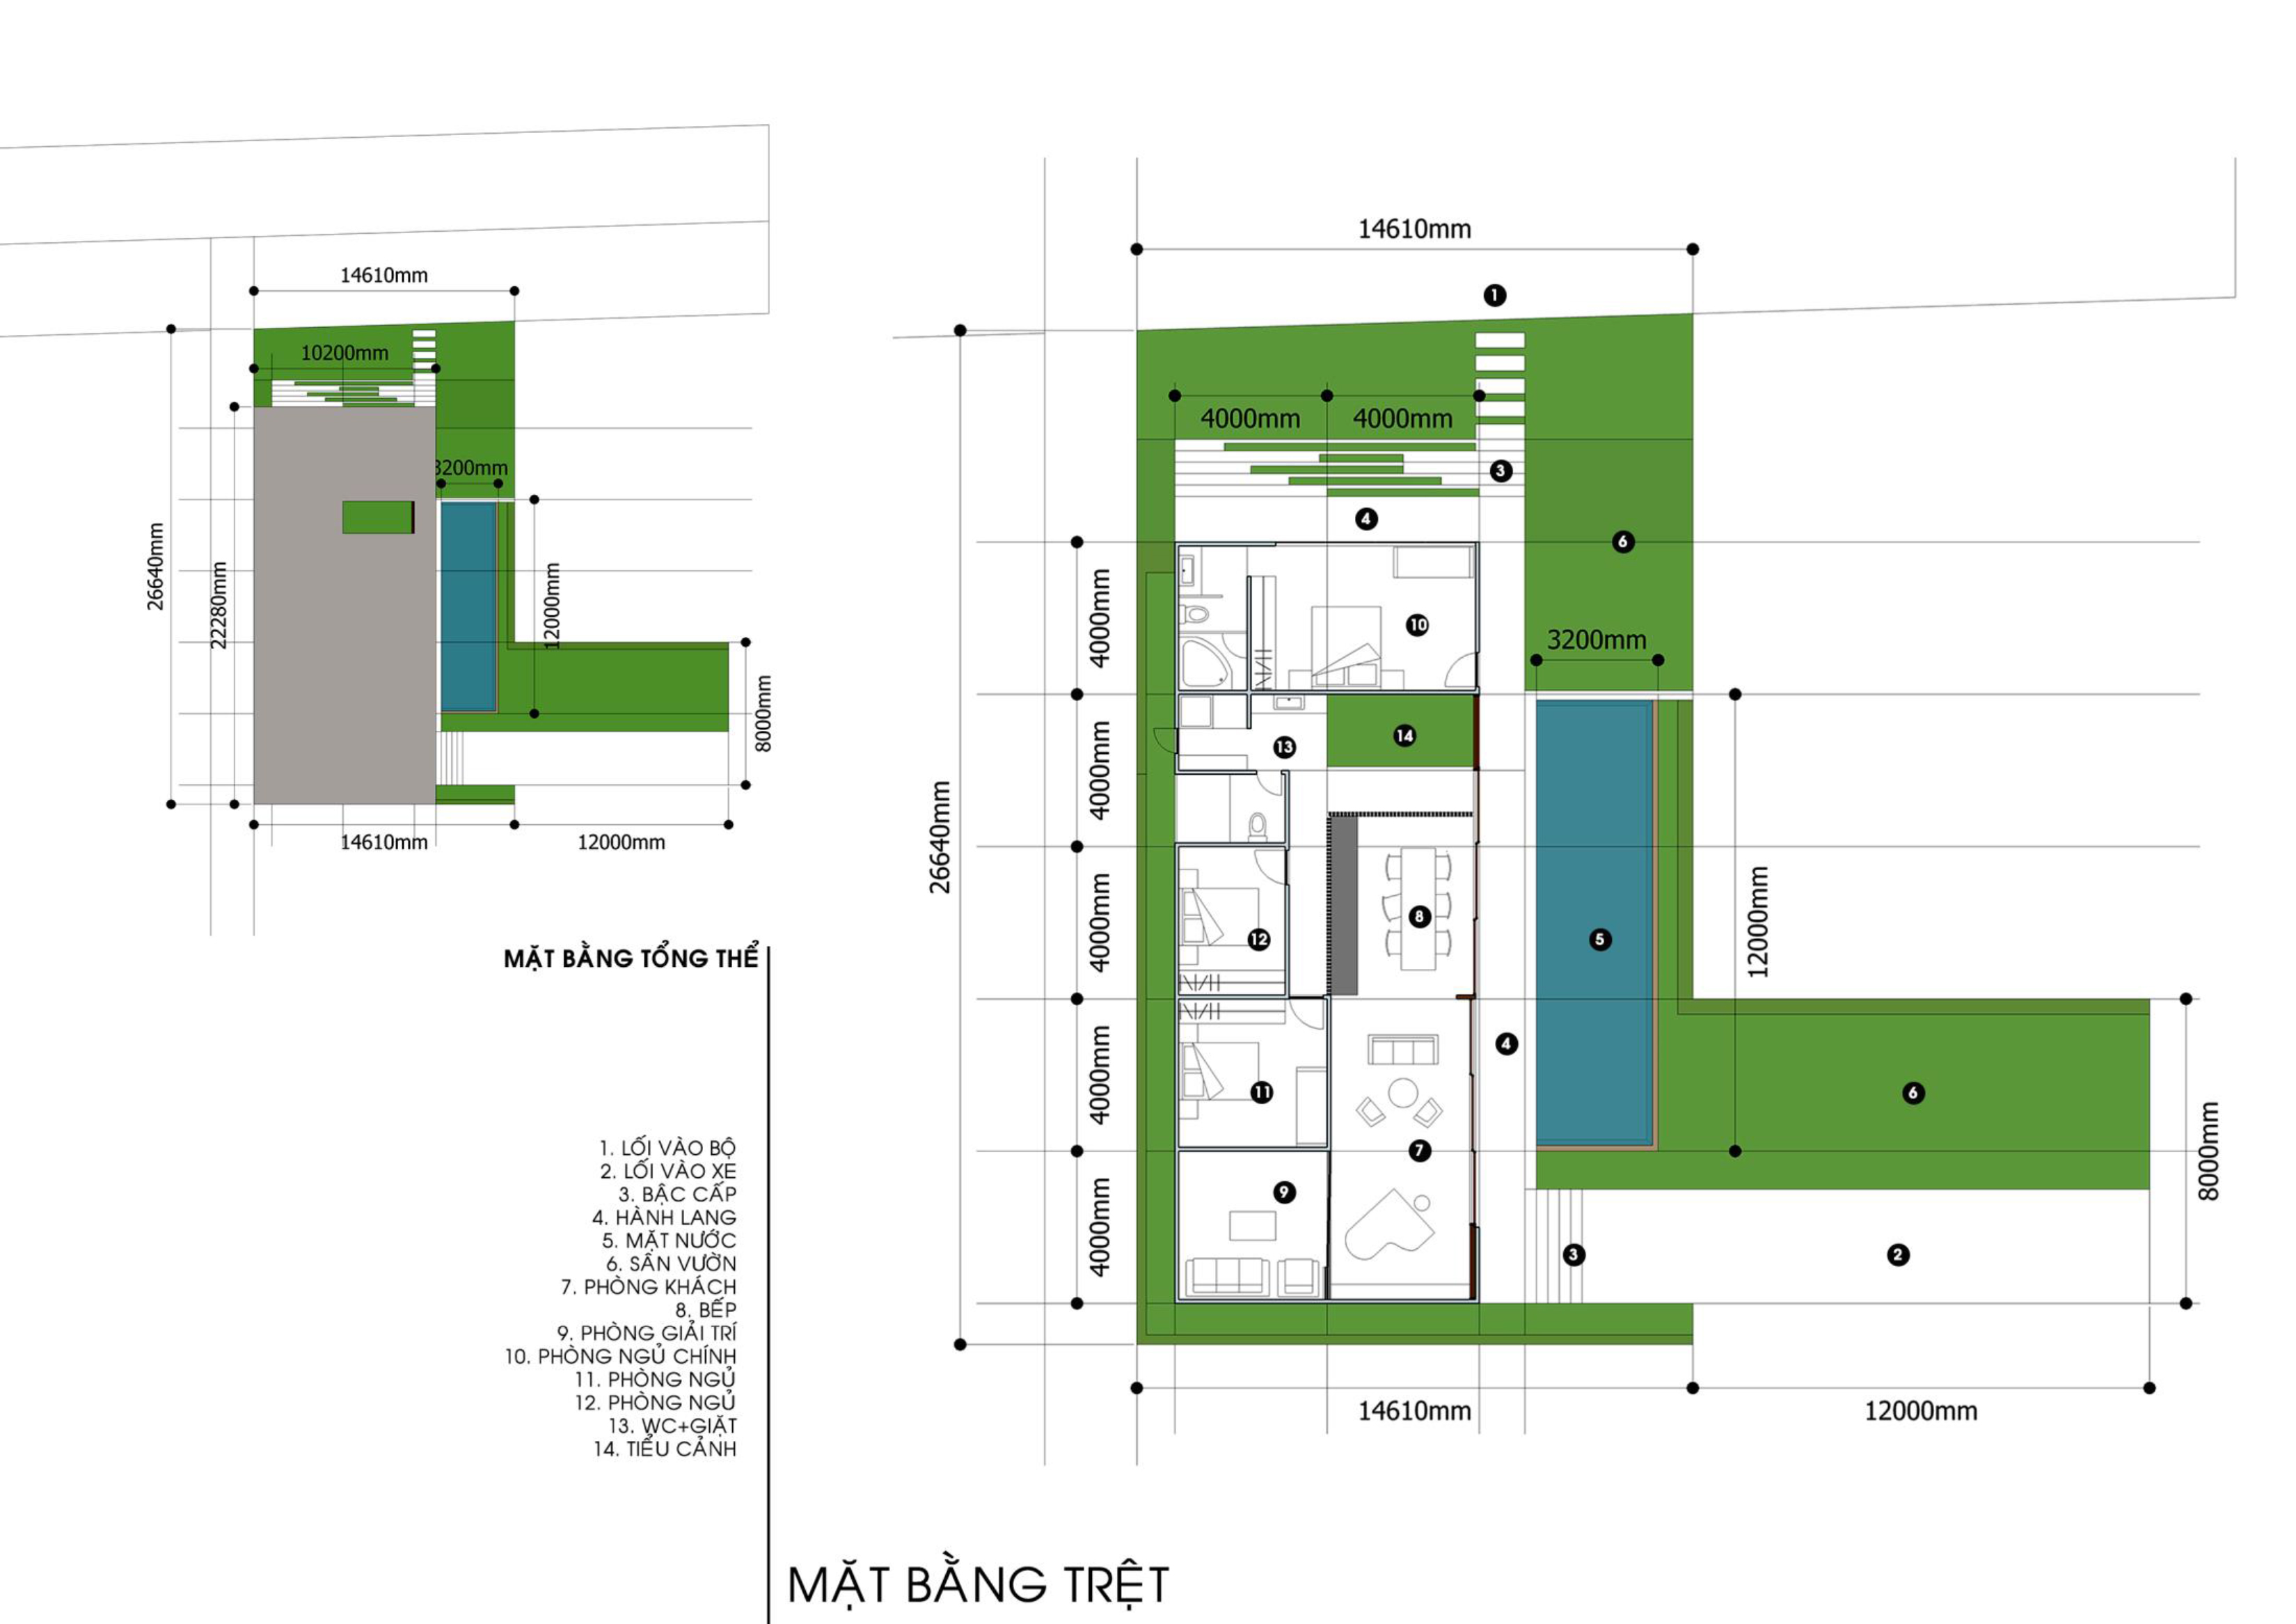 14610mm
10200mm
3200mm
26640mm
22280mm
12000mm
8000mm
14610mm
12000mm
MẶT BẰNG TỔNG THỂ
1. LỐI VÀO BỘ
2. LỐI VÀO XE
3. BẬC CẤP
4. HÀNH LANG
5. MẶT NƯỚC
6. SÂN VƯỜN
7. PHÒNG KHÁCH
8. BẾP
9. PHÒNG GIẢI TRÍ
10. PHÒNG NGỦ CHÍNH
11. PHÒNG NGỦ
12. PHÒNG NGỦ
13. WC+GIẶT
14. TIỂU CẢNH
14610mm
1
4000mm
4000mm
3
4
6
4000mm
10
3200mm
14
13
4000mm
26640mm
8
12
5
4000mm
12000mm
4
11
6
4000mm
7
8000mm
9
4000mm
3
2
14610mm
12000mm
MẶT BẰNG TRỆT